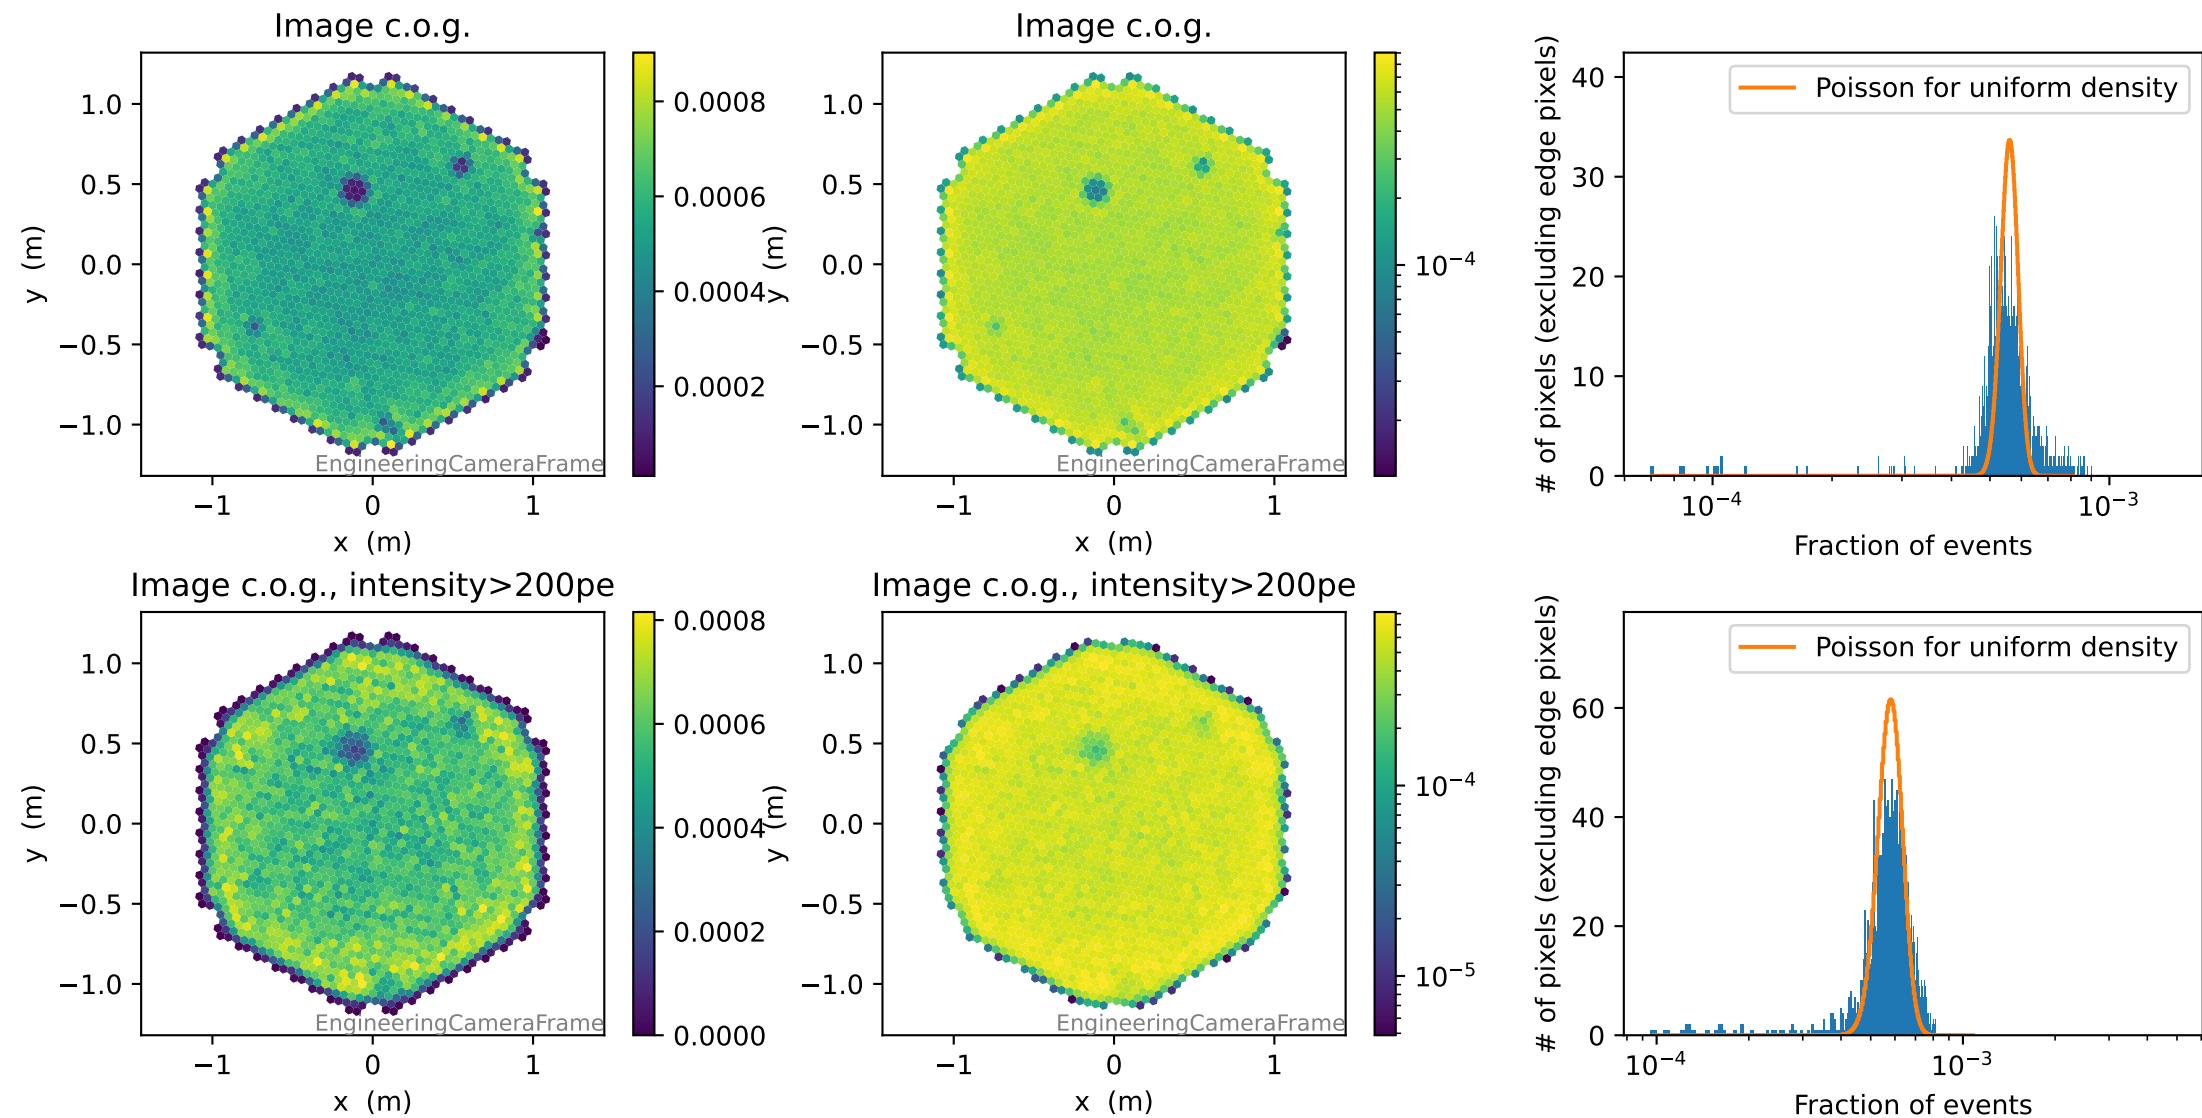 Image c.o.g.
y (m)
1.0
0.5
0.0
−0.5
−1.0
−1
0
1
x (m)
EngineeringCameraFrame
0.0008
0.0006
0.0004
0.0002
Image c.o.g.
y (m)
1.0
0.5
0.0
−0.5
−1.0
−1
0
1
x (m)
EngineeringCameraFrame
10⁻⁴
# of pixels (excluding edge pixels)
40
30
20
10
0
Poisson for uniform density
10⁻⁴
10⁻³
Fraction of events
Image c.o.g., intensity>200pe
y (m)
1.0
0.5
0.0
−0.5
−1.0
−1
0
1
x (m)
EngineeringCameraFrame
0.0008
0.0006
0.0004
0.0002
0.0000
Image c.o.g., intensity>200pe
y (m)
1.0
0.5
0.0
−0.5
−1.0
−1
0
1
x (m)
EngineeringCameraFrame
10⁻⁴
10⁻⁵
# of pixels (excluding edge pixels)
60
40
20
0
Poisson for uniform density
10⁻⁴
10⁻³
Fraction of events